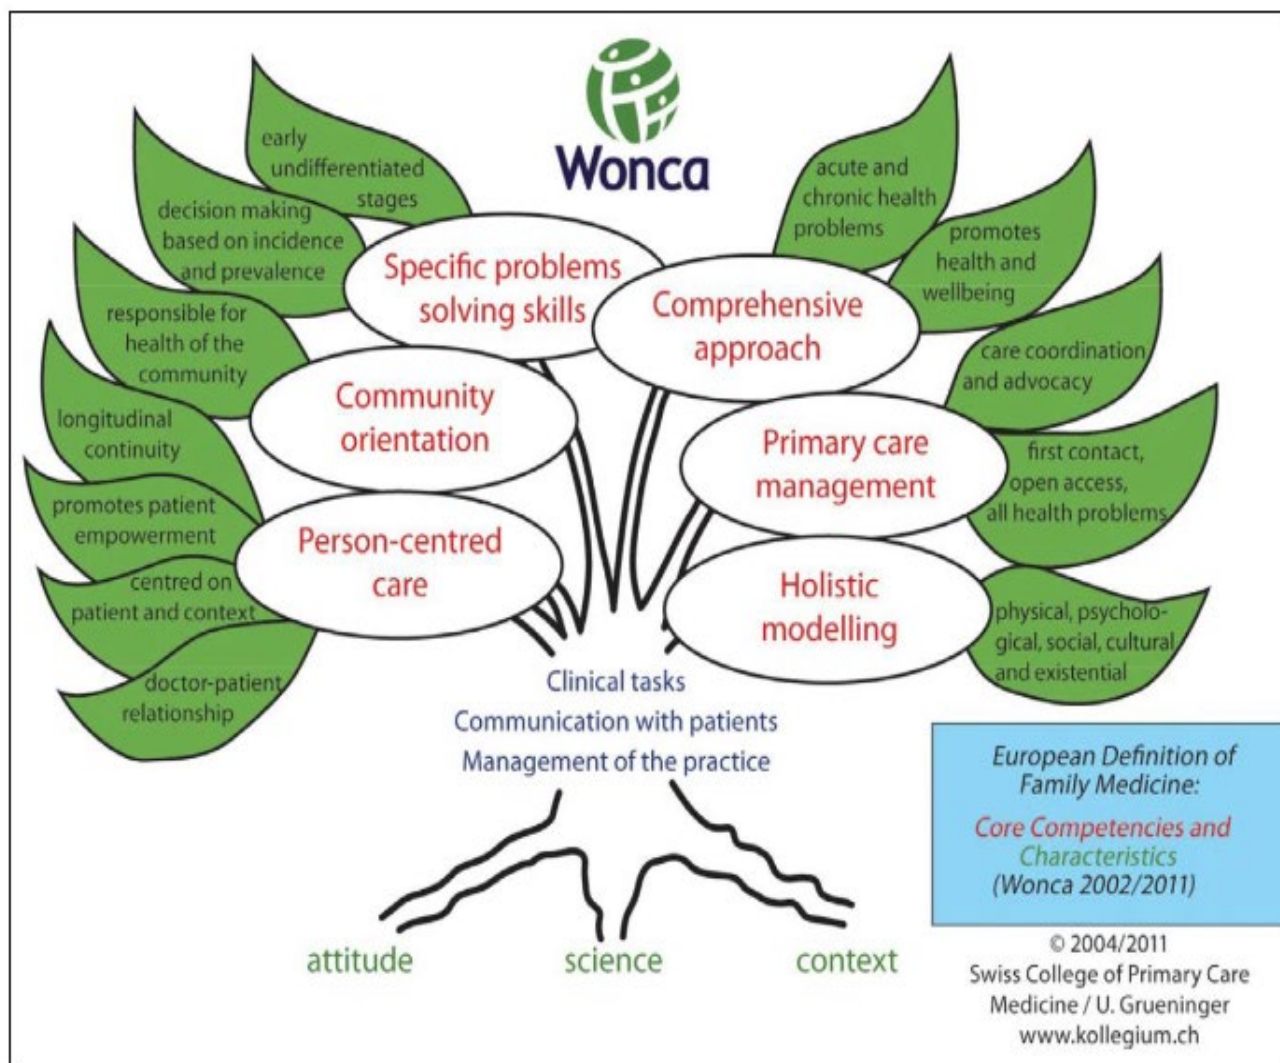 Wonca
early
undifferentiated
stages
decision making
based on incidence
and prevalence
responsible for
health of the
community
longitudinal
continuity
promotes patient
empowerment
centred on
patient and context
doctor-patient
relationship
Specific problems
solving skills
Community
orientation
Person-centred
care
Comprehensive
approach
Primary care
management
Holistic
modelling
acute and
chronic health
problems
promotes
health and
wellbeing
care coordination
and advocacy
first contact,
open access,
all health problems
physical, psycholo-
gical, social, cultural
and existential
Clinical tasks
Communication with patients
Management of the practice
attitude
science
context
European Definition of
Family Medicine:
Core Competencies and
Characteristics
(Wonca 2002/2011)
© 2004/2011
Swiss College of Primary Care
Medicine / U. Grueninger
www.kollegium.ch